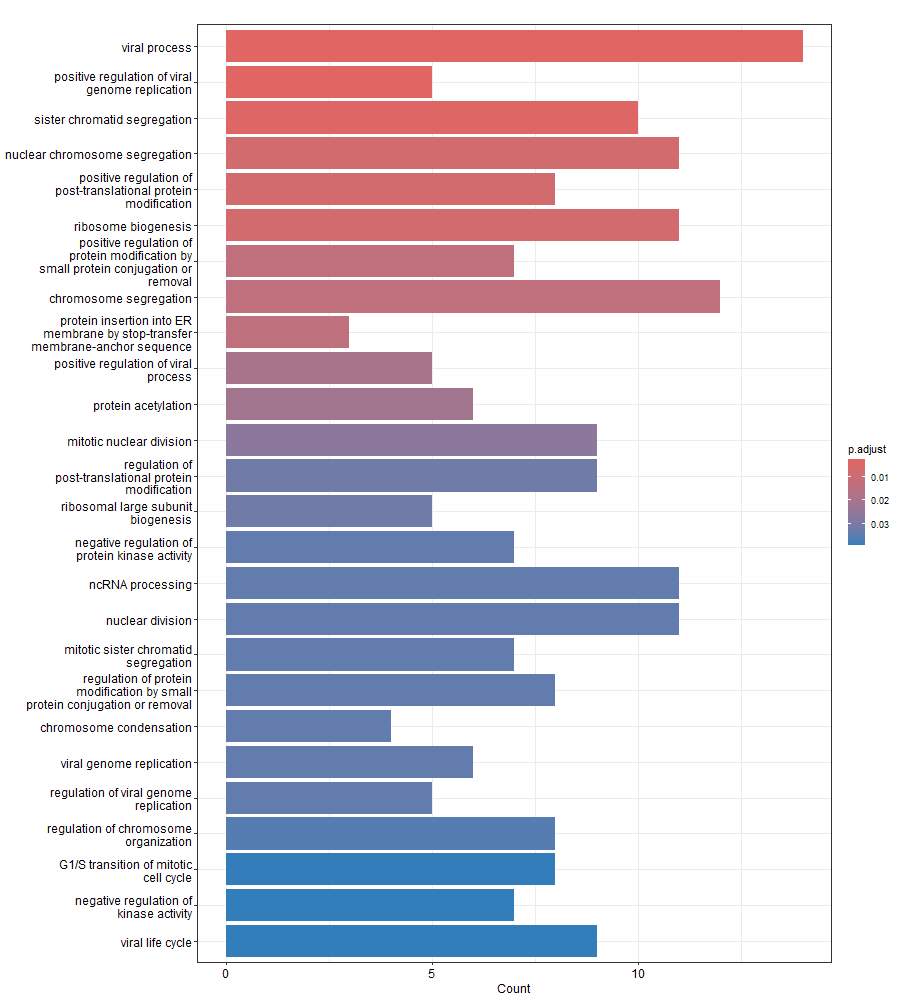 viral process
positive regulation of viral
genome replication
sister chromatid segregation
nuclear chromosome segregation
positive regulation of
post-translational protein
modification
ribosome biogenesis
positive regulation of
protein modification by
small protein conjugation or
removal
chromosome segregation
protein insertion into ER
membrane by stop-transfer
membrane-anchor sequence
positive regulation of viral
process
protein acetylation
mitotic nuclear division
regulation of
post-translational protein
modification
ribosomal large subunit
biogenesis
negative regulation of
protein kinase activity
ncRNA processing
nuclear division
mitotic sister chromatid
segregation
regulation of protein
modification by small
protein conjugation or removal
chromosome condensation
viral genome replication
regulation of viral genome
replication
regulation of chromosome
organization
G1/S transition of mitotic
cell cycle
negative regulation of
kinase activity
viral life cycle
0 5 10
Count
p.adjust
0.01
0.02
0.03